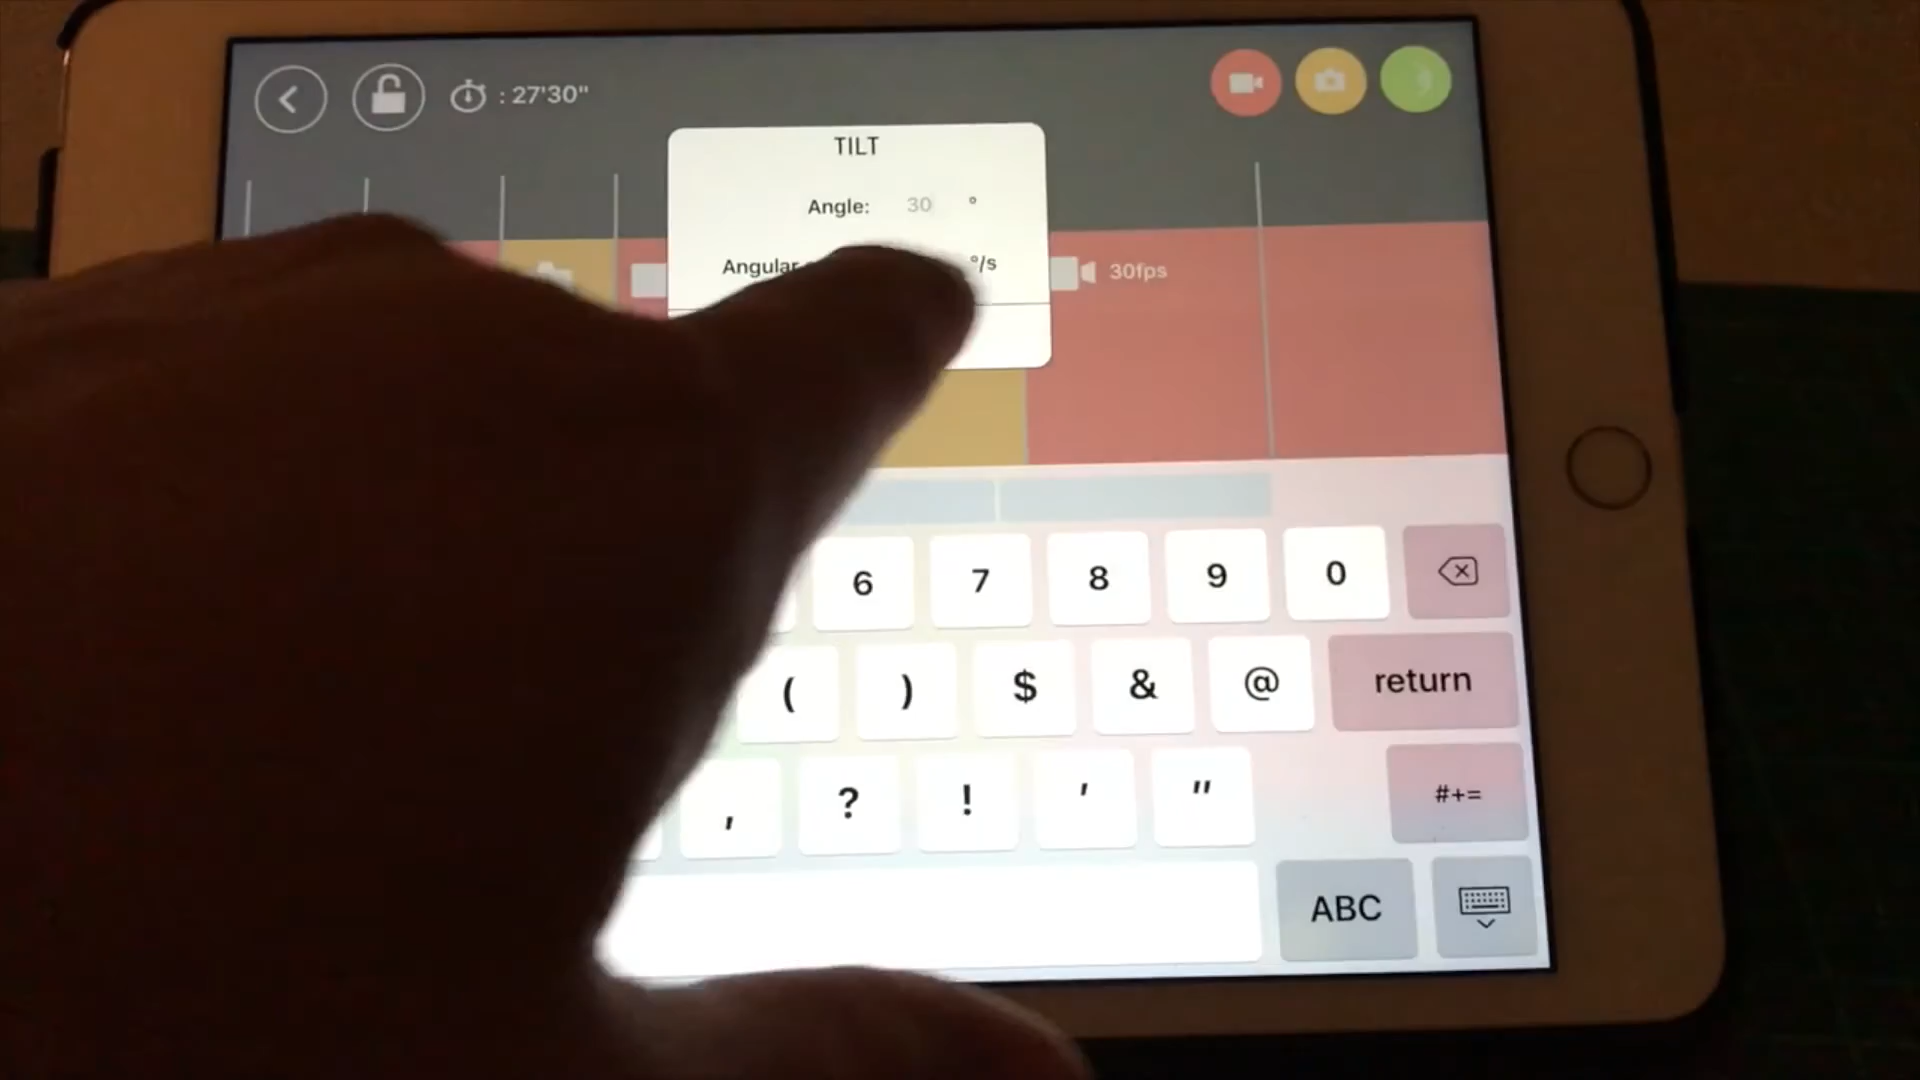 : 27'30"
TILT
Angle: 30 °
Angular °/s
30fps
6 7 8 9 0
( ) $ & @ return
, ? ! ' " #+=
ABC